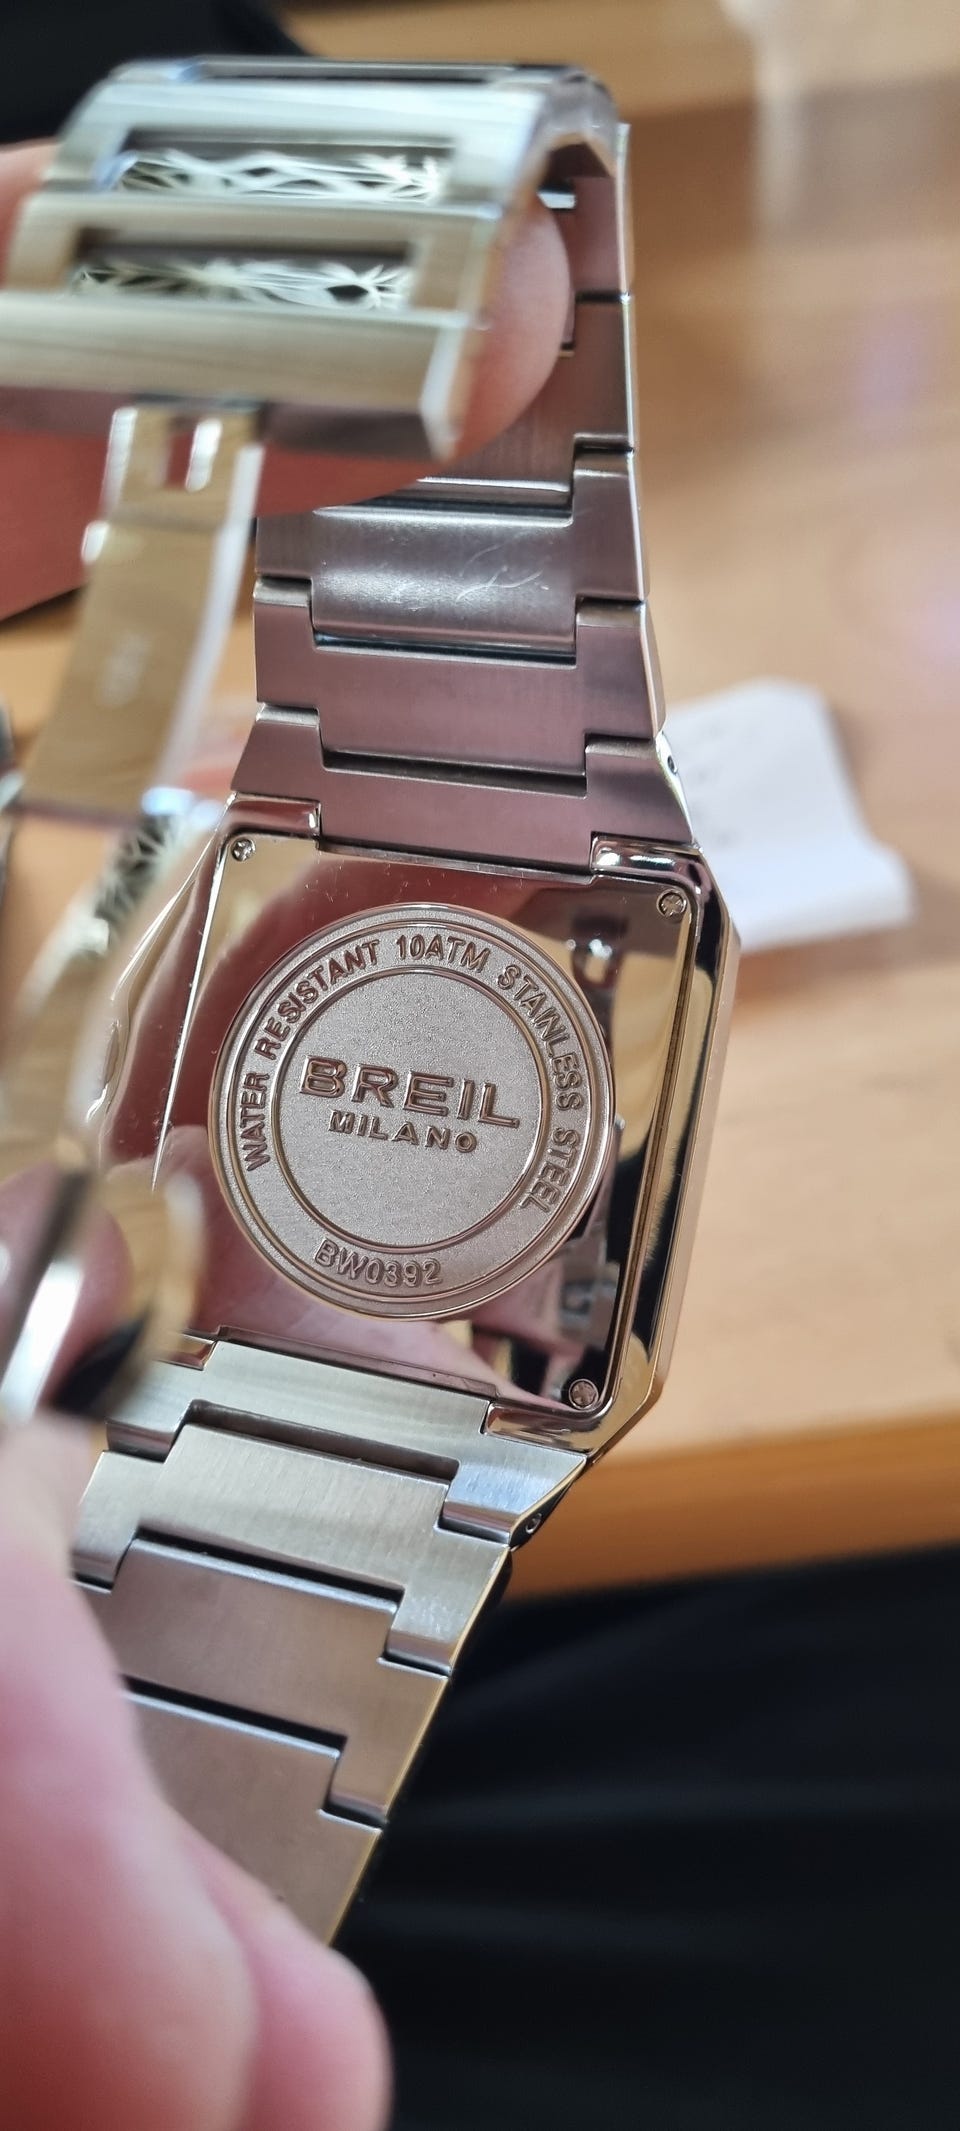 WATER RESISTANT 10ATM STAINLESS STEEL
BREIL
MILANO
BW0392